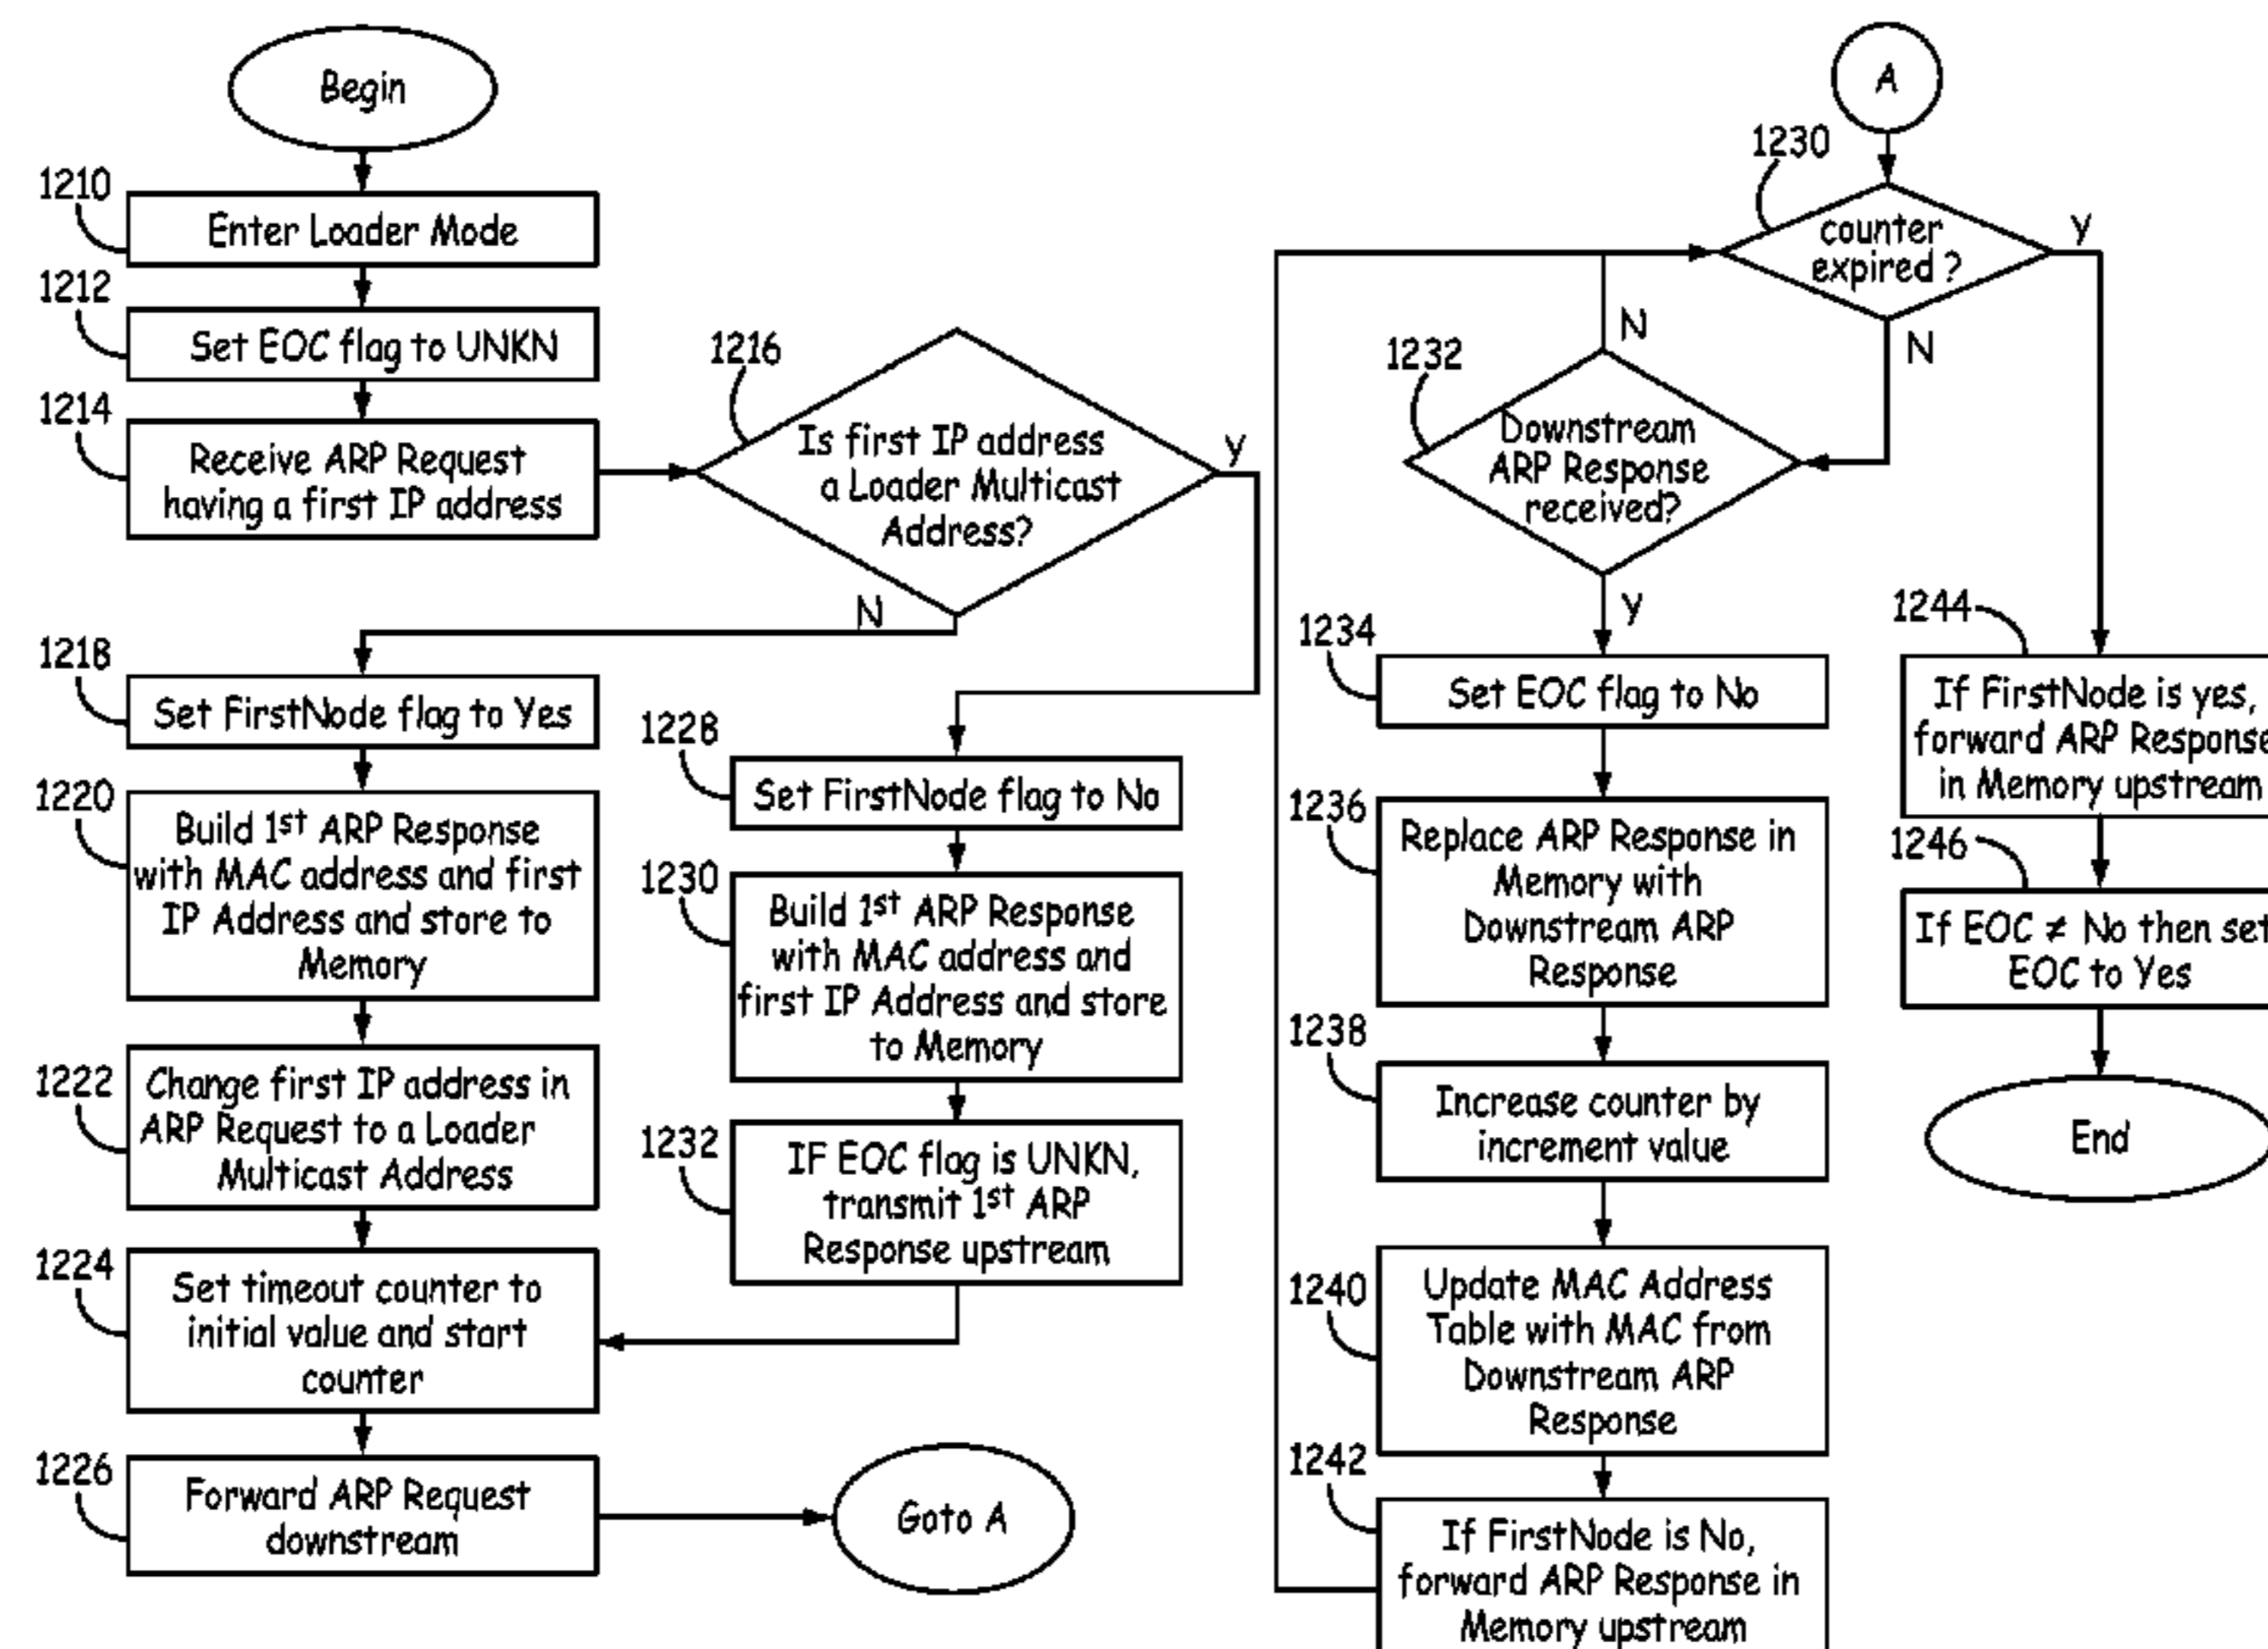 Begin
1210
Enter Loader Mode
1212
Set EOC flag to UNKN
1214
Receive ARP Request
having a first IP address
1216
Is first IP address
a Loader Multicast
Address?
Y
N
1218
Set FirstNode flag to Yes
1220
Build 1st ARP Response
with MAC address and first
IP Address and store to
Memory
1222
Change first IP address in
ARP Request to a Loader
Multicast Address
1224
Set timeout counter to
initial value and start
counter
1226
Forward ARP Request
downstream
Goto A
1228
Set FirstNode flag to No
1230
Build 1st ARP Response
with MAC address and
first IP Address and store
to Memory
1232
IF EOC flag is UNKN,
transmit 1st ARP
Response upstream
A
1230
counter
expired ?
Y
N
1232
Downstream
ARP Response
received?
N
Y
1234
Set EOC flag to No
1236
Replace ARP Response in
Memory with
Downstream ARP
Response
1238
Increase counter by
increment value
1240
Update MAC Address
Table with MAC from
Downstream ARP
Response
1242
If FirstNode is No,
forward ARP Response in
Memory upstream
1244
If FirstNode is yes,
forward ARP Response
in Memory upstream
1246
If EOC ≠ No then set
EOC to Yes
End